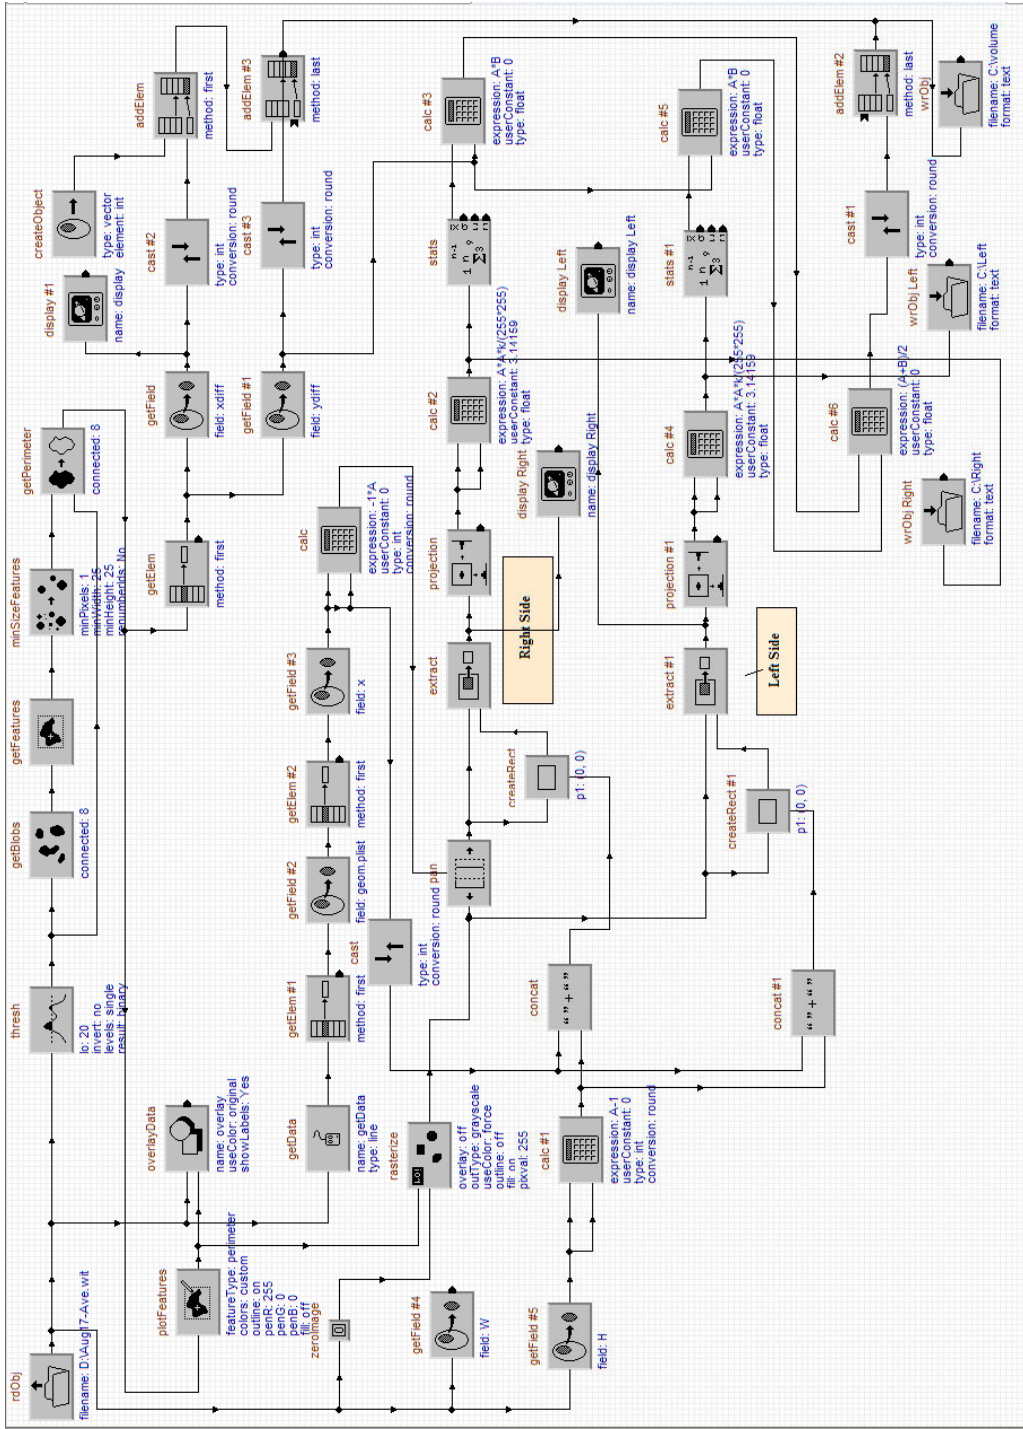 rdObj
filename: D:\Aug17-Ave.wit
thresh
lo: 20
invert: no
levels: single
result: binary
getBlobs
connected: 8
getFeatures
minSizeFeatures
minPixels: 1
minWidth: 25
minHeight: 25
renumberIds: No
getPerimeter
connected: 8
display #1
name: display
createObject
type: vector
element: int
plotFeatures
featureType: perimeter
colors: custom
outline: on
penR: 255
penG: 0
penB: 0
fill: off
overlayData
name: overlay
useColor: original
showLabels: Yes
getElem
method: first
getField
field: xdiff
cast #2
type: int
conversion: round
addElem
method: first
getField #1
field: ydiff
cast #3
type: int
conversion: round
addElem #3
method: last
zeroImage
getData
name: getData
type: line
getElem #1
method: first
getField #2
field: geom.plist
getElem #2
method: first
getField #3
field: x
calc
expression: -1*A
userConstant: 0
type: int
conversion: round
rasterize
overlay: off
outType: grayscale
useColor: force
outline: off
fill: on
pixval: 255
cast
type: int
conversion: round
pan
extract
projection
calc #2
expression: A*A*k/(255*255)
userConstant: 3.14159
type: float
stats
calc #3
expression: A*B
userConstant: 0
type: float
getField #4
field: W
createRect
p1: (0, 0)
Right Side
display Right
name: display Right
display Left
name: display Left
getField #5
field: H
calc #1
expression: A-1
userConstant: 0
type: int
conversion: round
concat
" " + " "
extract #1
projection #1
calc #4
expression: A*A*k/(255*255)
userConstant: 3.14159
type: float
stats #1
calc #5
expression: A*B
userConstant: 0
type: float
createRect #1
p1: (0, 0)
Left Side
concat #1
" " + " "
calc #6
expression: (A+B)/2
userConstant: 0
type: float
cast #1
type: int
conversion: round
addElem #2
method: last
wrObj Right
filename: C:\Right
format: text
wrObj Left
filename: C:\Left
format: text
wrObj
filename: C:\volume
format: text